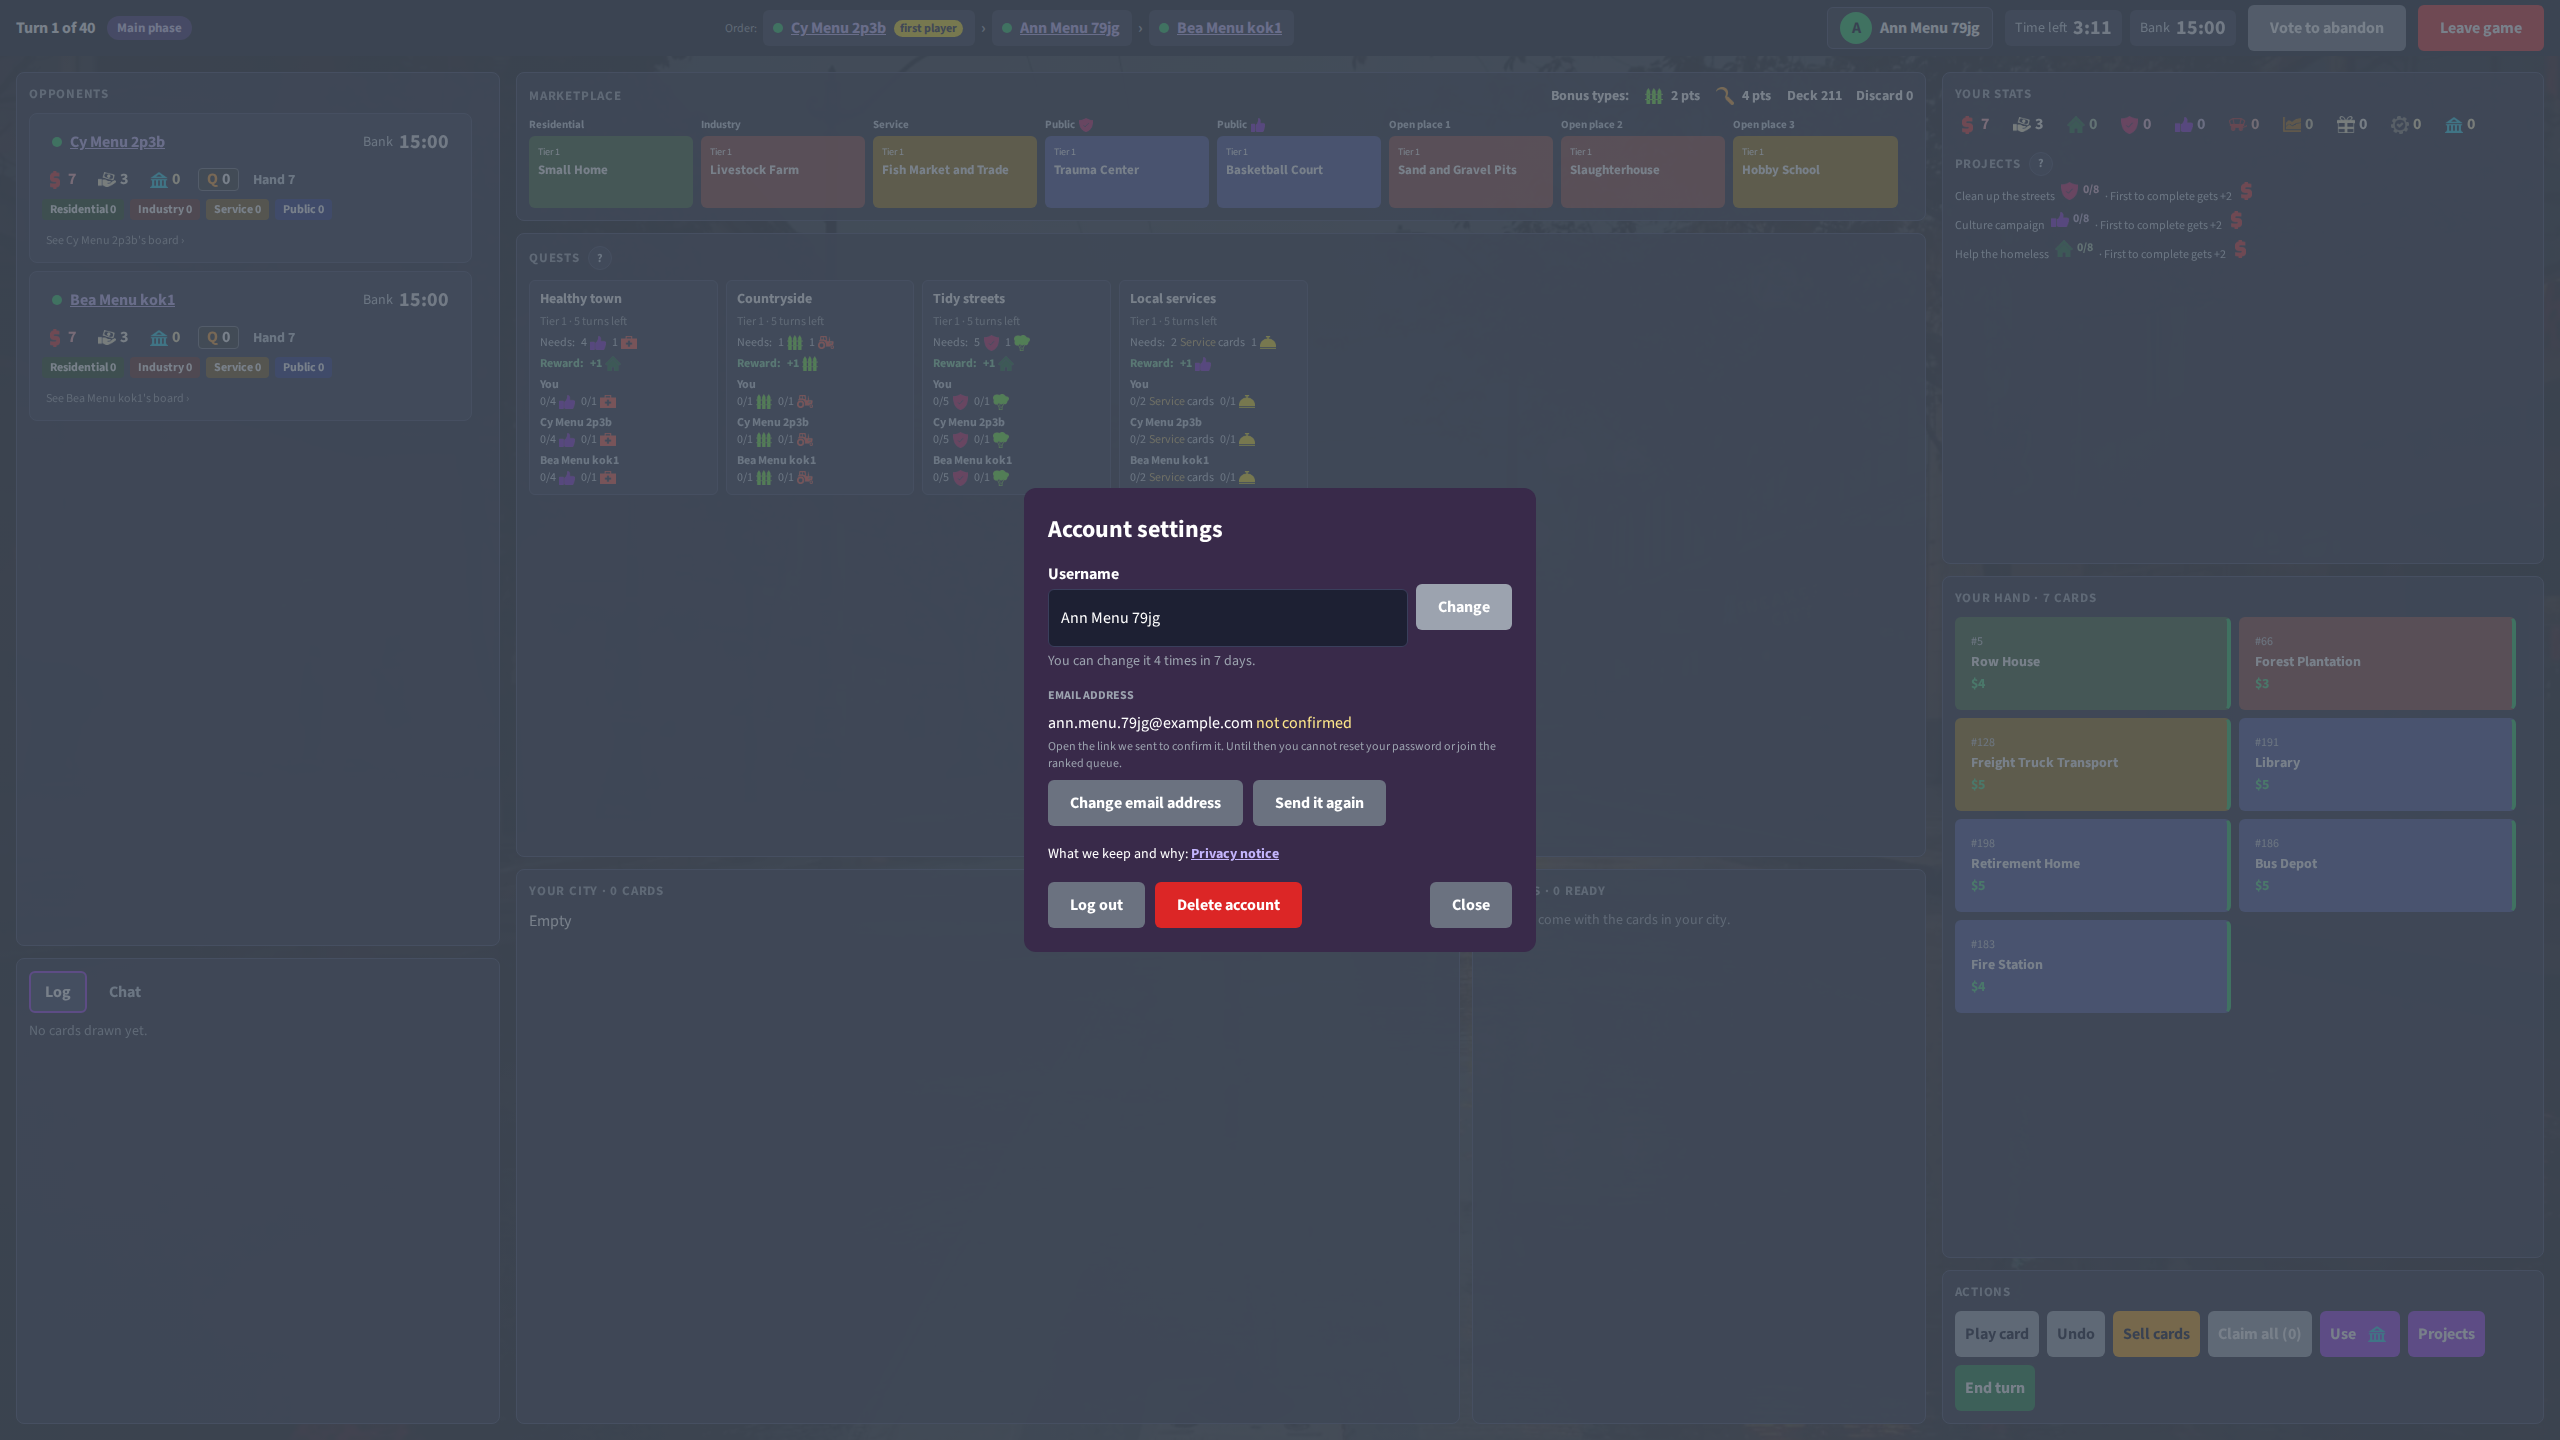 Turn 1 of 40 Main phase
Order: Cy Menu 2p3b first player › Ann Menu 79jg › Bea Menu kok1
A Ann Menu 79jg Time left 3:11 Bank 15:00 Vote to abandon Leave game
OPPONENTS
Cy Menu 2p3b Bank 15:00
7 3 0 Q 0 Hand 7
Residential 0 Industry 0 Service 0 Public 0
See Cy Menu 2p3b's board ›
Bea Menu kok1 Bank 15:00
7 3 0 Q 0 Hand 7
Residential 0 Industry 0 Service 0 Public 0
See Bea Menu kok1's board ›
Log Chat
No cards drawn yet.
MARKETPLACE Bonus types: 2 pts 4 pts Deck 211 Discard 0
Residential Industry Service Public Public Open place 1 Open place 2 Open place 3
Tier 1 Tier 1 Tier 1 Tier 1 Tier 1 Tier 1 Tier 1 Tier 1
Small Home Livestock Farm Fish Market and Trade Trauma Center Basketball Court Sand and Gravel Pits Slaughterhouse Hobby School
QUESTS ?
Healthy town
Tier 1 · 5 turns left
Needs: 4 1
Reward: +1
You
0/4 0/1
Cy Menu 2p3b
0/4 0/1
Bea Menu kok1
0/4 0/1
Countryside
Tier 1 · 5 turns left
Needs: 1 1
Reward: +1
You
0/1 0/1
Cy Menu 2p3b
0/1 0/1
Bea Menu kok1
0/1 0/1
Tidy streets
Tier 1 · 5 turns left
Needs: 5 1
Reward: +1
You
0/5 0/1
Cy Menu 2p3b
0/5 0/1
Bea Menu kok1
0/5 0/1
Local services
Tier 1 · 5 turns left
Needs: 2 Service cards 1
Reward: +1
You
0/2 Service cards 0/1
Cy Menu 2p3b
0/2 Service cards 0/1
Bea Menu kok1
0/2 Service cards 0/1
Account settings
Username
Ann Menu 79jg Change
You can change it 4 times in 7 days.
EMAIL ADDRESS
ann.menu.79jg@example.com not confirmed
Open the link we sent to confirm it. Until then you cannot reset your password or join the
ranked queue.
Change email address Send it again
What we keep and why: Privacy notice
Log out Delete account Close
YOUR CITY · 0 CARDS
Empty
· 0 READY
come with the cards in your city.
YOUR STATS
7 3 0 0 0 0 0 0 0 0
PROJECTS ?
Clean up the streets 0/8 · First to complete gets +2
Culture campaign 0/8 · First to complete gets +2
Help the homeless 0/8 · First to complete gets +2
YOUR HAND · 7 CARDS
#5
Row House
$4
#66
Forest Plantation
$3
#128
Freight Truck Transport
$5
#191
Library
$5
#198
Retirement Home
$5
#186
Bus Depot
$5
#183
Fire Station
$4
ACTIONS
Play card Undo Sell cards Claim all (0) Use Projects
End turn